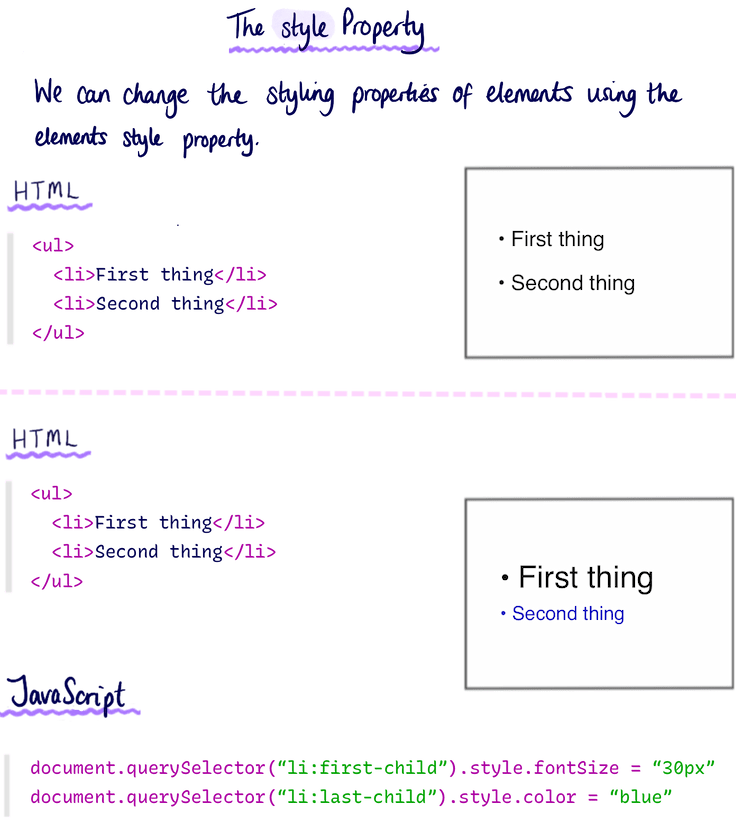 The style Property
We can change the styling properties of elements using the
elements style property.
HTML
<ul>
<li>First thing</li>
<li>Second thing</li>
</ul>
• First thing
• Second thing
HTML
<ul>
<li>First thing</li>
<li>Second thing</li>
</ul>
• First thing
• Second thing
JavaScript
document.querySelector(“li:first-child”).style.fontSize = “30px”
document.querySelector(“li:last-child”).style.color = “blue”